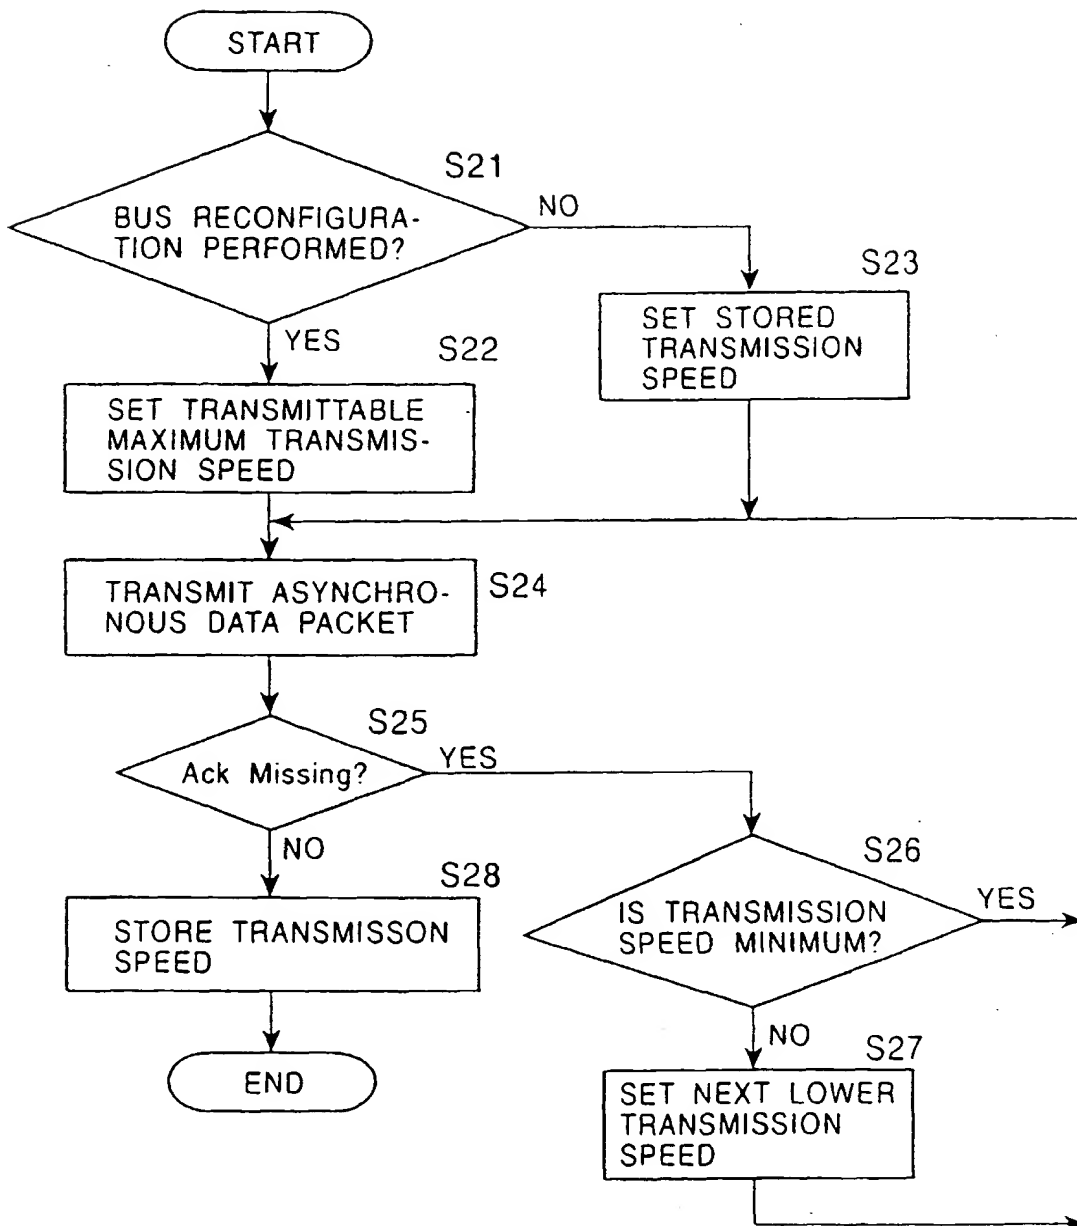 START
S21
BUS RECONFIGURA-
TION PERFORMED?
NO
YES
S23
SET STORED
TRANSMISSION
SPEED
S22
SET TRANSMITTABLE
MAXIMUM TRANSMIS-
SION SPEED
S24
TRANSMIT ASYNCHRO-
NOUS DATA PACKET
S25
Ack Missing?
YES
NO
S26
IS TRANSMISSION
SPEED MINIMUM?
YES
NO
S28
STORE TRANSMISSON
SPEED
END
S27
SET NEXT LOWER
TRANSMISSION
SPEED